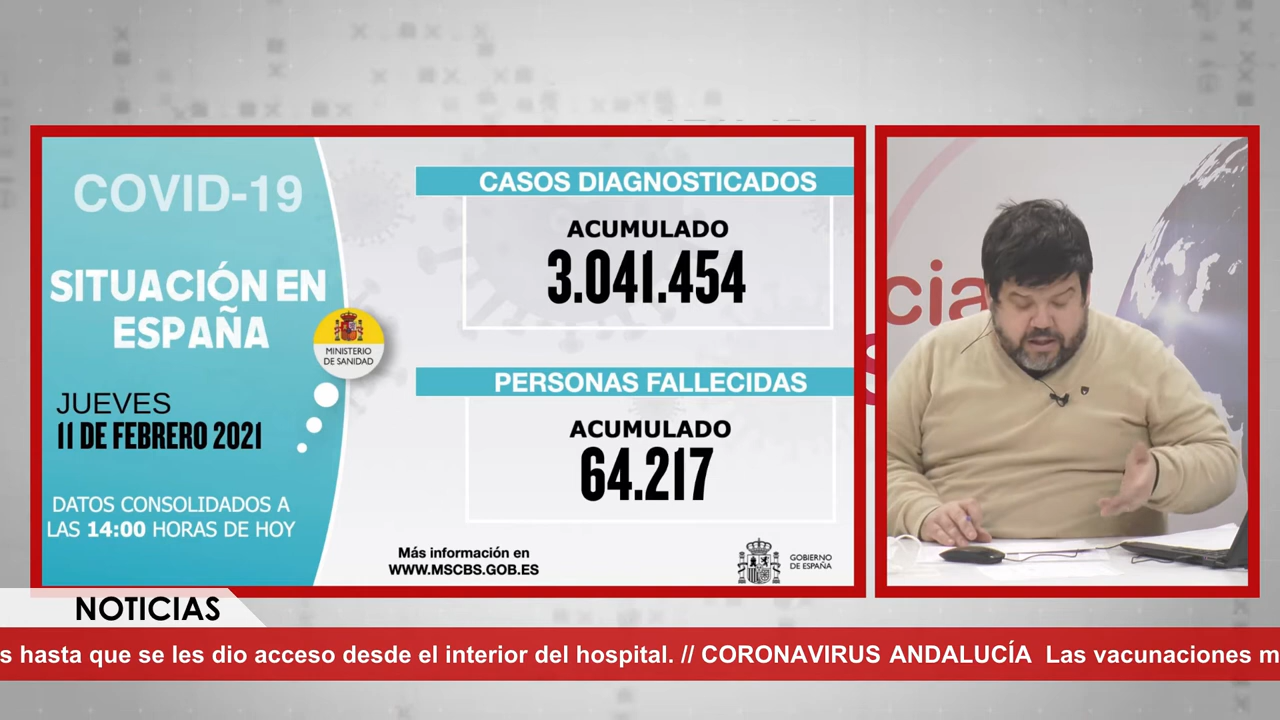 COVID-19
SITUACIÓN EN
ESPAÑA
MINISTERIO
DE SANIDAD
JUEVES
11 DE FEBRERO 2021
DATOS CONSOLIDADOS A
LAS 14:00 HORAS DE HOY
CASOS DIAGNOSTICADOS
ACUMULADO
3.041.454
PERSONAS FALLECIDAS
ACUMULADO
64.217
Más información en
WWW.MSCBS.GOB.ES
GOBIERNO
DE ESPAÑA
cia
NOTICIAS
s hasta que se les dio acceso desde el interior del hospital. // CORONAVIRUS ANDALUCÍA Las vacunaciones m